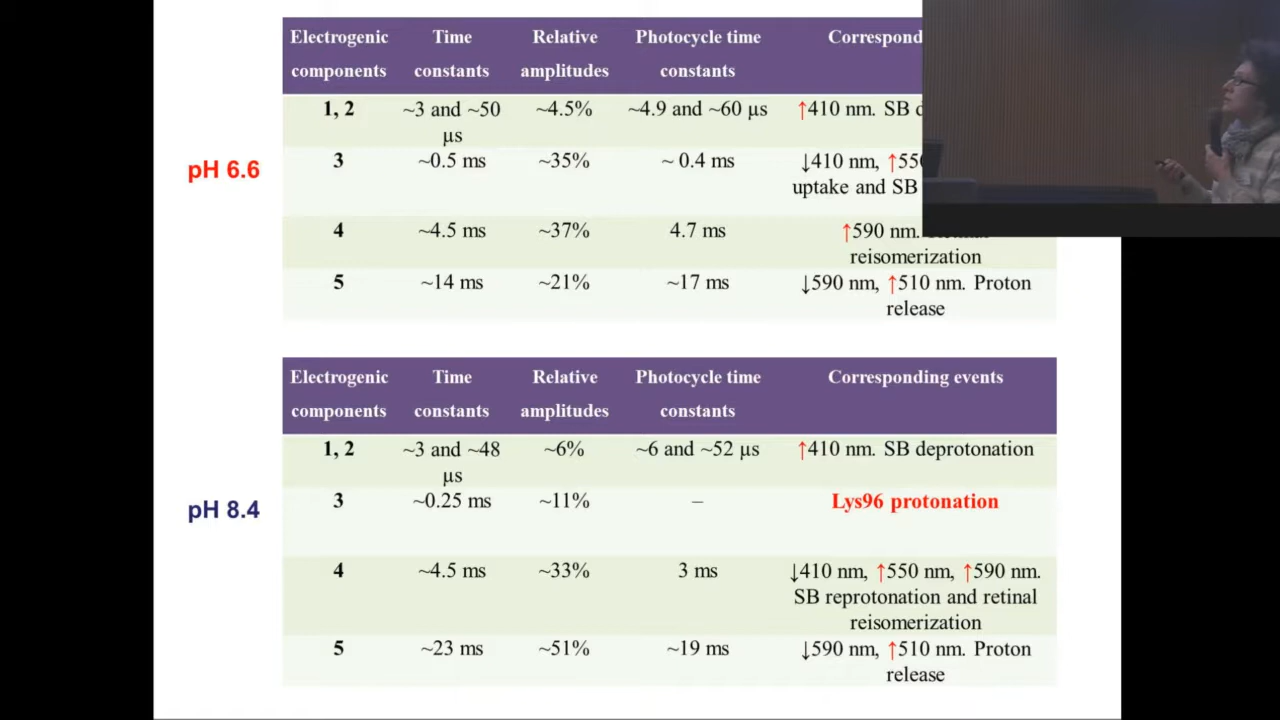 Electrogenic components Time constants Relative amplitudes Photocycle time constants
pH 6.6
1, 2 ~3 and ~50 µs ~4.5% ~4.9 and ~60 µs ↑410 nm. SB
3 ~0.5 ms ~35% ~ 0.4 ms ↓410 nm, uptake and SB
4 ~4.5 ms ~37% 4.7 ms ↑590 nm. reisomerization
5 ~14 ms ~21% ~17 ms ↓590 nm, ↑510 nm. Proton release
Electrogenic components Time constants Relative amplitudes Photocycle time constants Corresponding events
pH 8.4
1, 2 ~3 and ~48 µs ~6% ~6 and ~52 µs ↑410 nm. SB deprotonation
3 ~0.25 ms ~11% – Lys96 protonation
4 ~4.5 ms ~33% 3 ms ↓410 nm, ↑550 nm, ↑590 nm. SB reprotonation and retinal reisomerization
5 ~23 ms ~51% ~19 ms ↓590 nm, ↑510 nm. Proton release